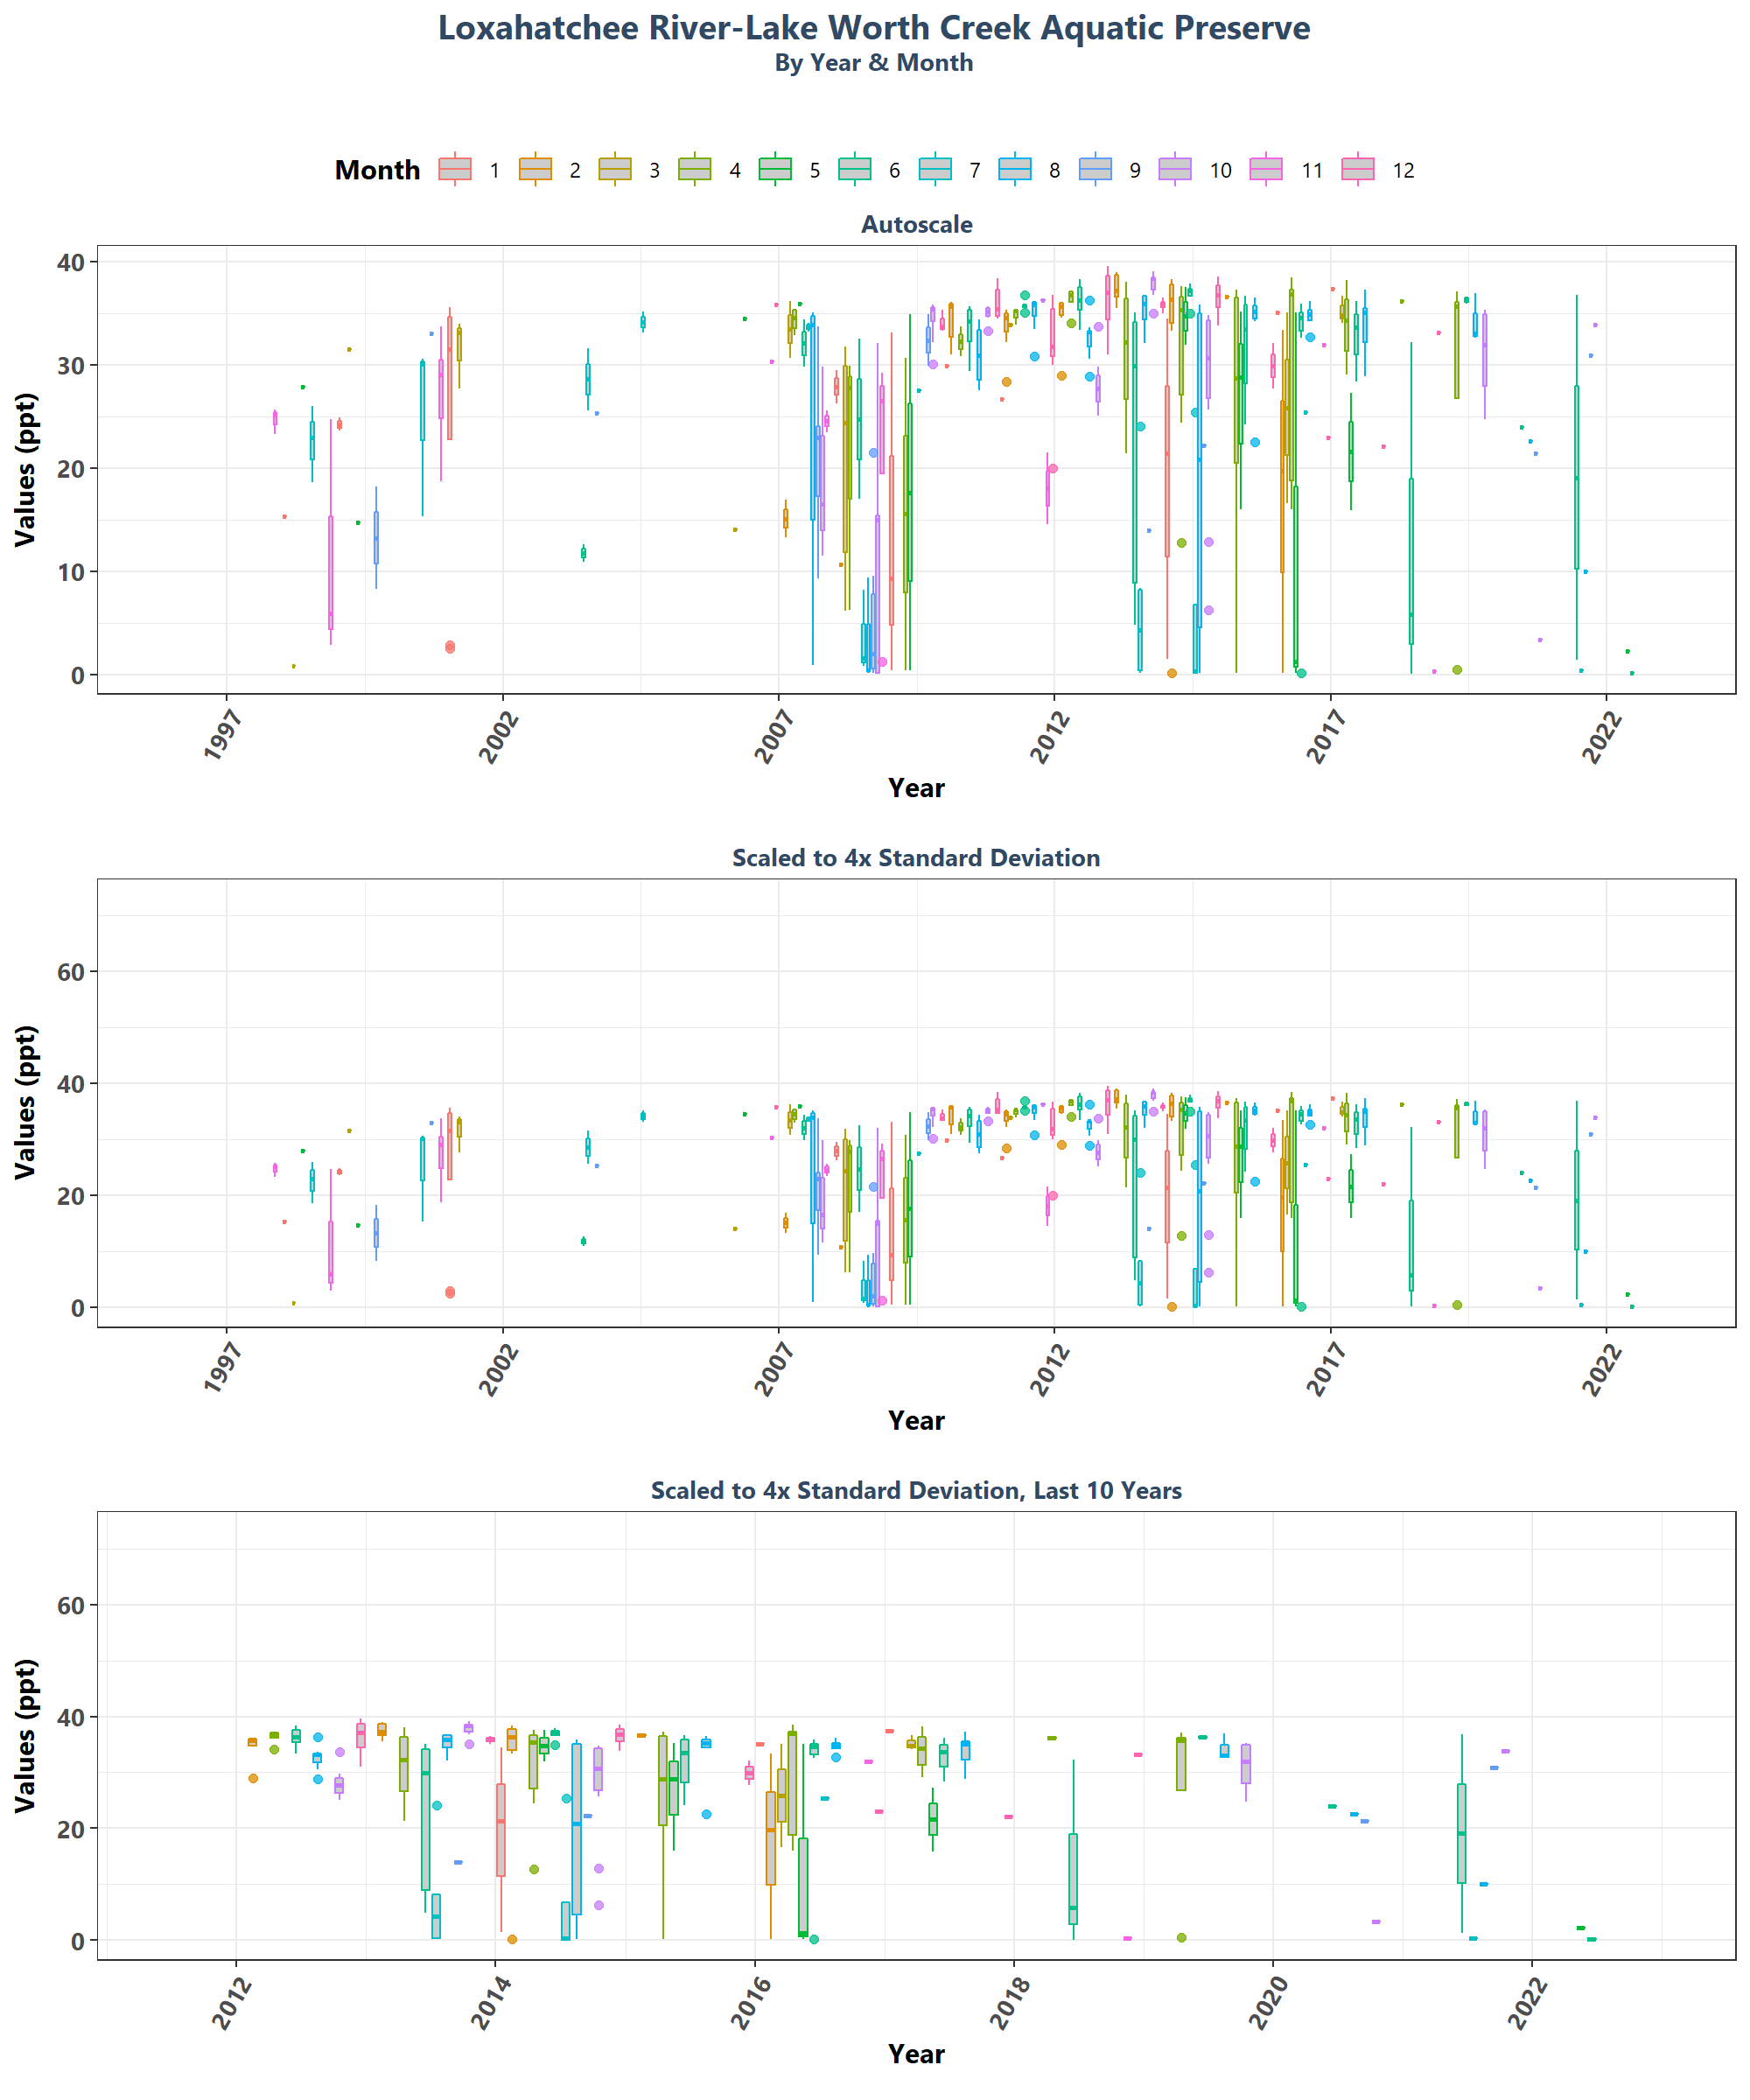 Loxahatchee River-Lake Worth Creek Aquatic Preserve
By Year & Month
Month 1 2 3 4 5 6 7 8 9 10 11 12
Autoscale
Values (ppt)
40
30
20
10
0
1997 2002 2007 2012 2017 2022
Year
Scaled to 4x Standard Deviation
Values (ppt)
60
40
20
0
1997 2002 2007 2012 2017 2022
Year
Scaled to 4x Standard Deviation, Last 10 Years
Values (ppt)
60
40
20
0
2012 2014 2016 2018 2020 2022
Year